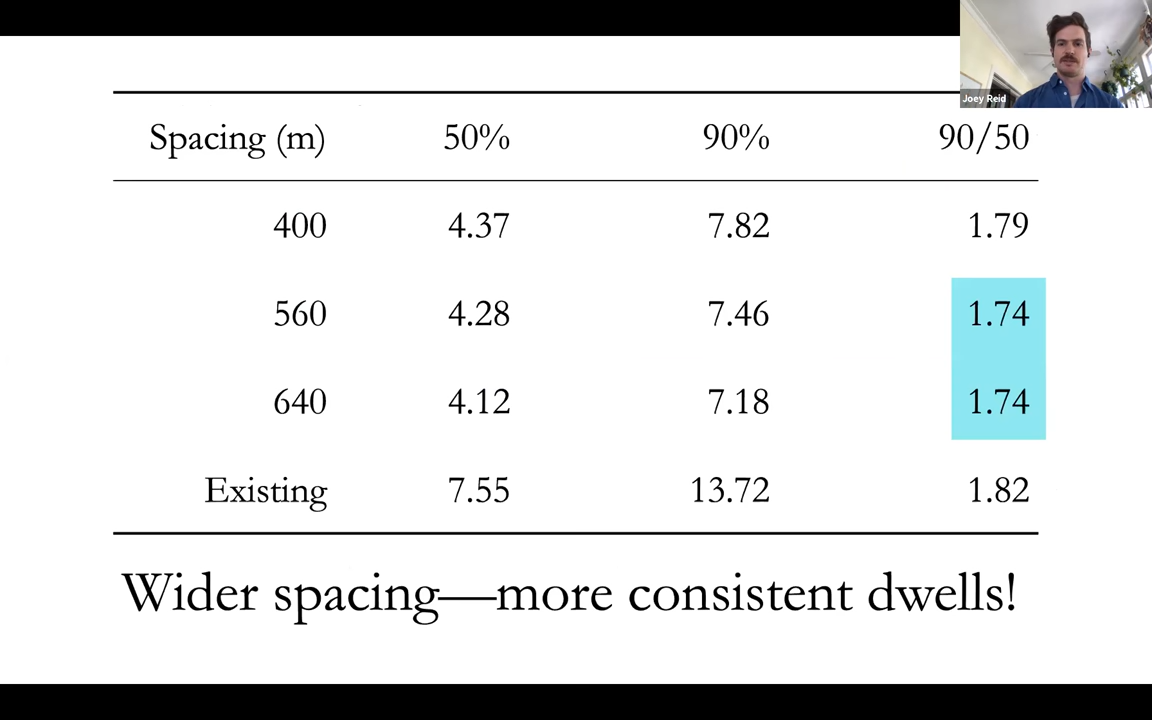 Joey Reid
Spacing (m) 50% 90% 90/50
400 4.37 7.82 1.79
560 4.28 7.46 1.74
640 4.12 7.18 1.74
Existing 7.55 13.72 1.82
Wider spacing—more consistent dwells!